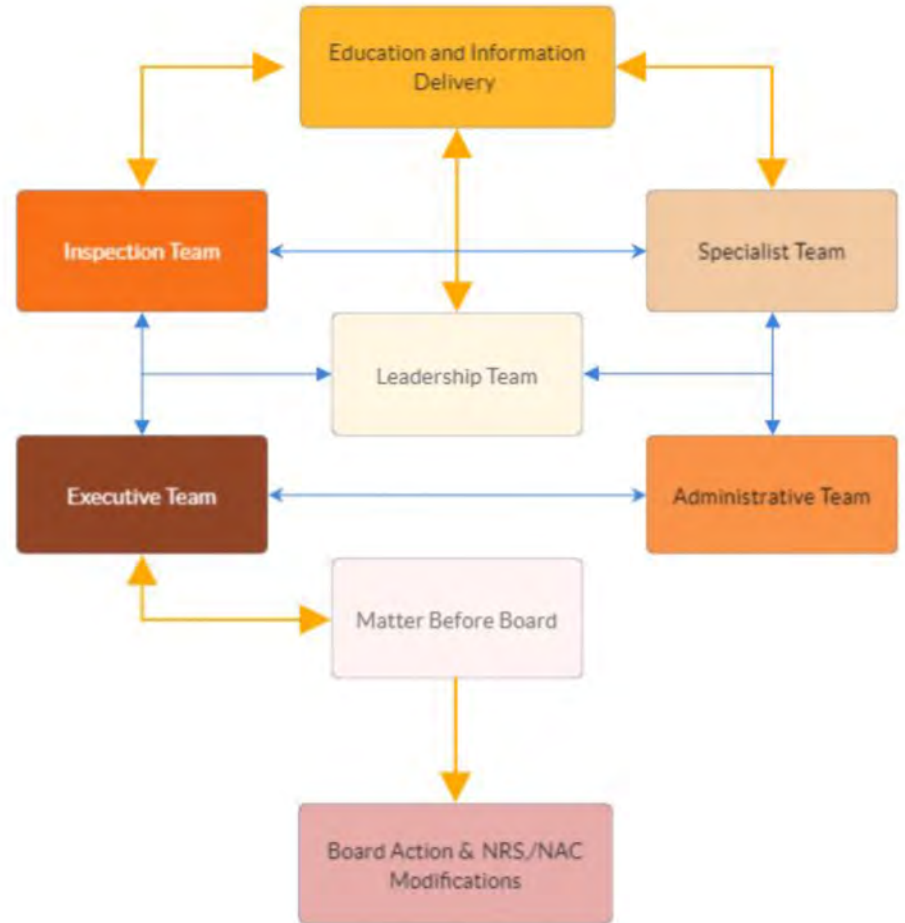 Education and Information
Delivery
Inspection Team
Specialist Team
Leadership Team
Executive Team
Administrative Team
Matter Before Board
Board Action & NRS./NAC
Modifications